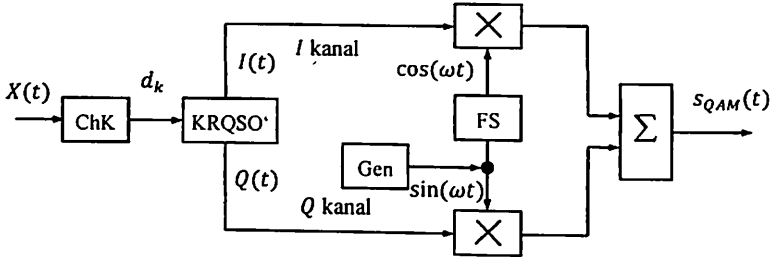 I kanal
I(t)
cos(ωt)
X(t)
d_k
s_QAM(t)
ChK
KRQSO‘
FS
Σ
Gen
Q(t)
sin(ωt)
Q kanal